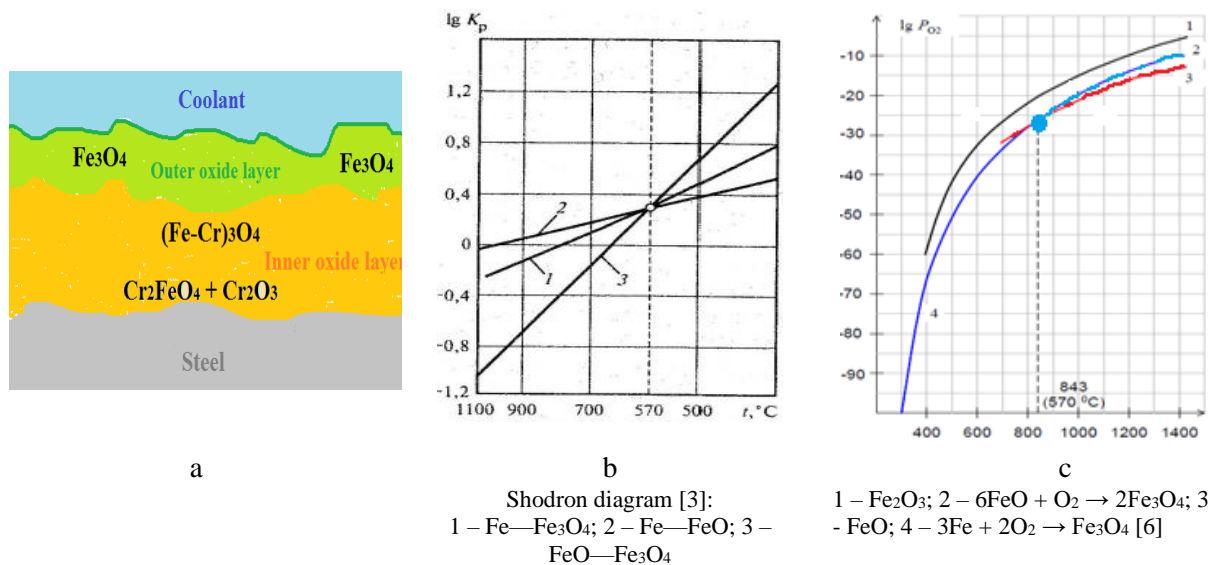 Coolant
Fe3O4
Outer oxide layer
Fe3O4
(Fe-Cr)3O4
Inner oxide layer
Cr2FeO4 + Cr2O3
Steel
a
lg Kp
1,2
0,8
0,4
0
-0,4
-0,8
-1,2
2
1
3
1100 900 700 570 500 t,°C
b
Shodron diagram [3]:
1 – Fe—Fe3O4; 2 – Fe—FeO; 3 –
FeO—Fe3O4
lg PO2
-10
-20
-30
-40
-50
-60
-70
-80
-90
1
2
3
4
843
(570 °C)
400 600 800 1000 1200 1400
c
1 – Fe2O3; 2 – 6FeO + O2 → 2Fe3O4; 3
- FeO; 4 – 3Fe + 2O2 → Fe3O4 [6]